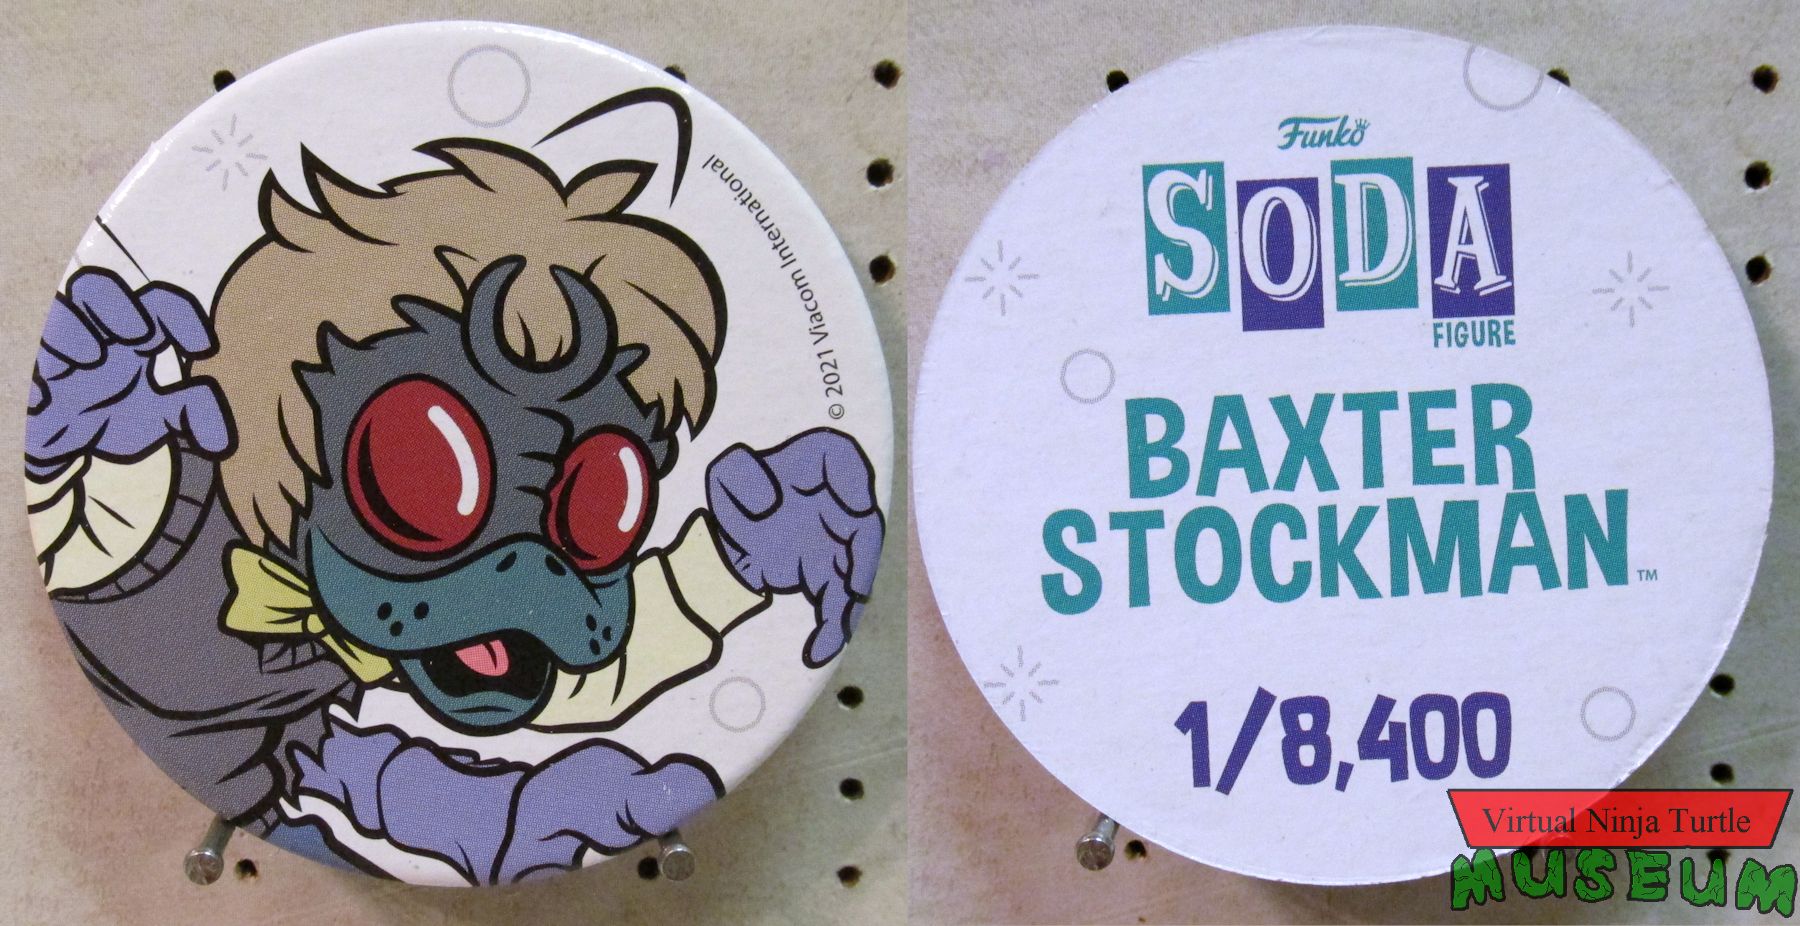 © 2021 Viacom International
Funko
SODA
FIGURE
BAXTER
STOCKMAN™
1/8,400
Virtual Ninja Turtle
MUSEUM